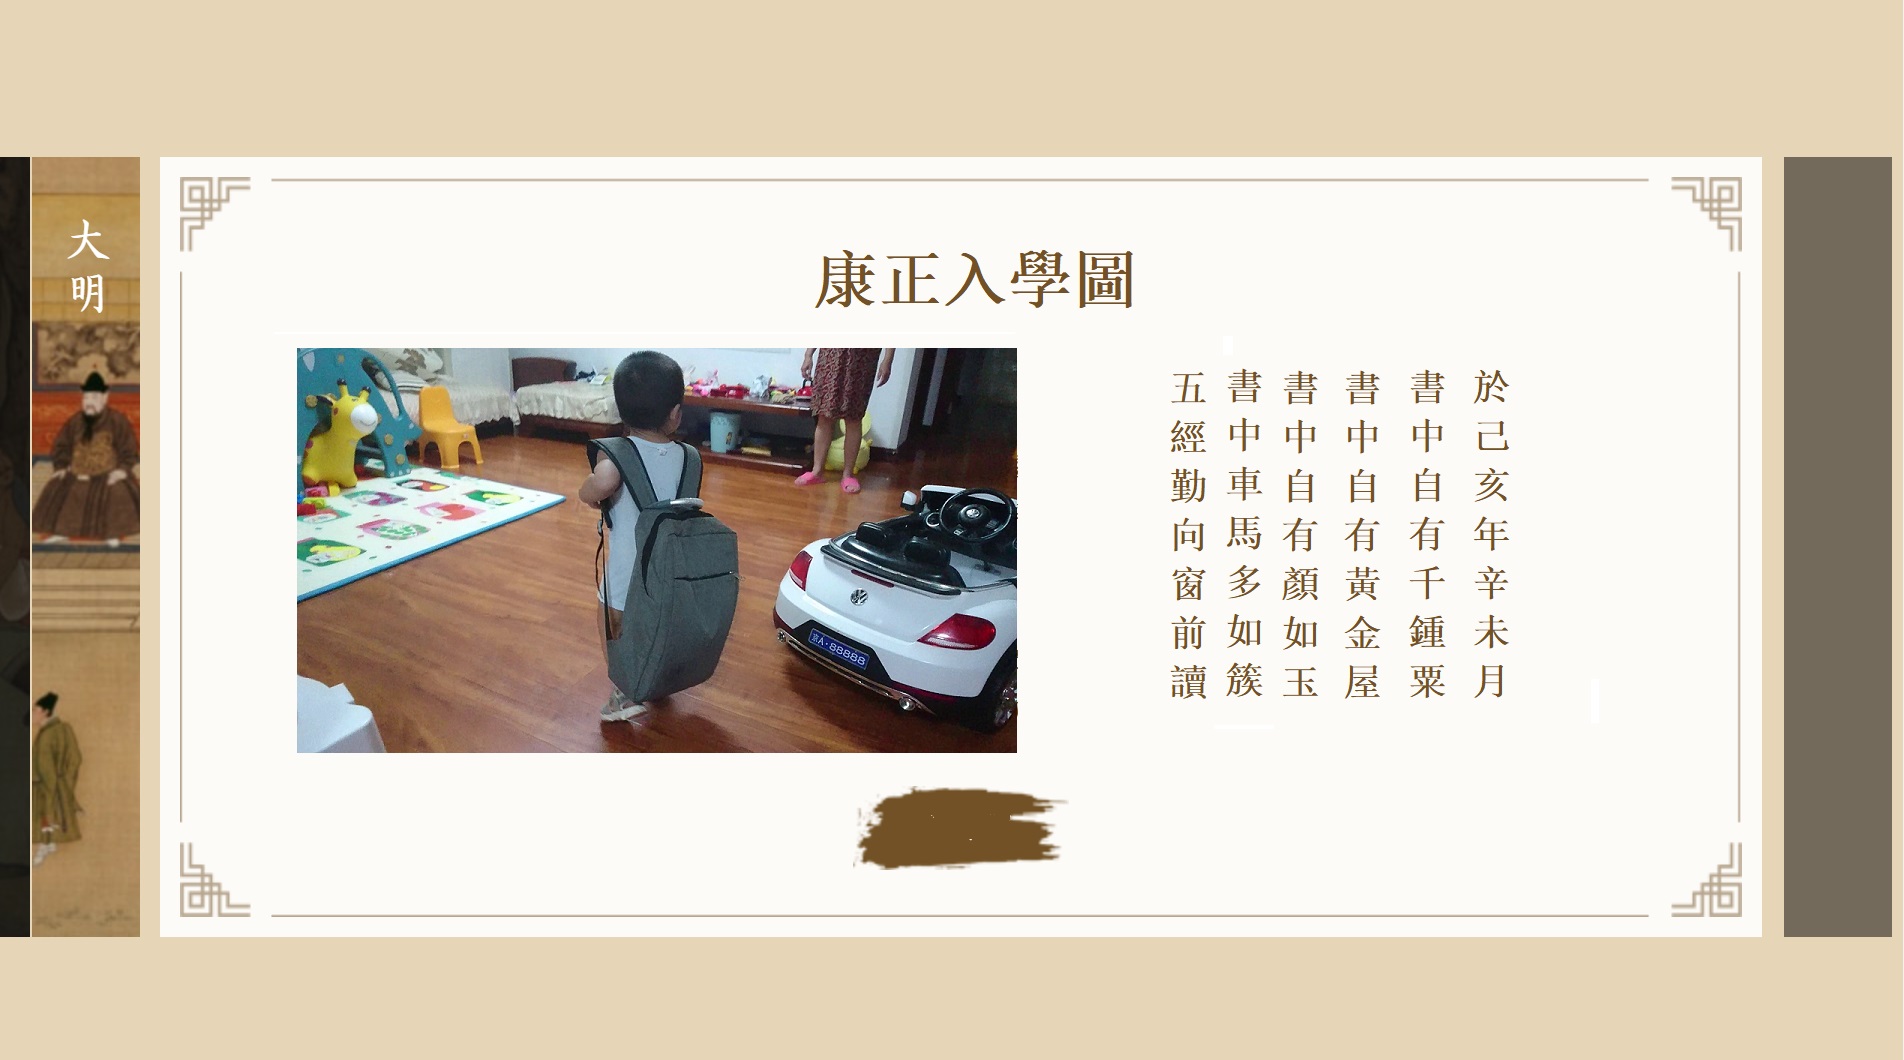 大明
康正入學圖
於己亥年辛未月
書中自有千鍾粟
書中自有黃金屋
書中自有顏如玉
書中車馬多如簇
五經勤向窗前讀
京A·88888